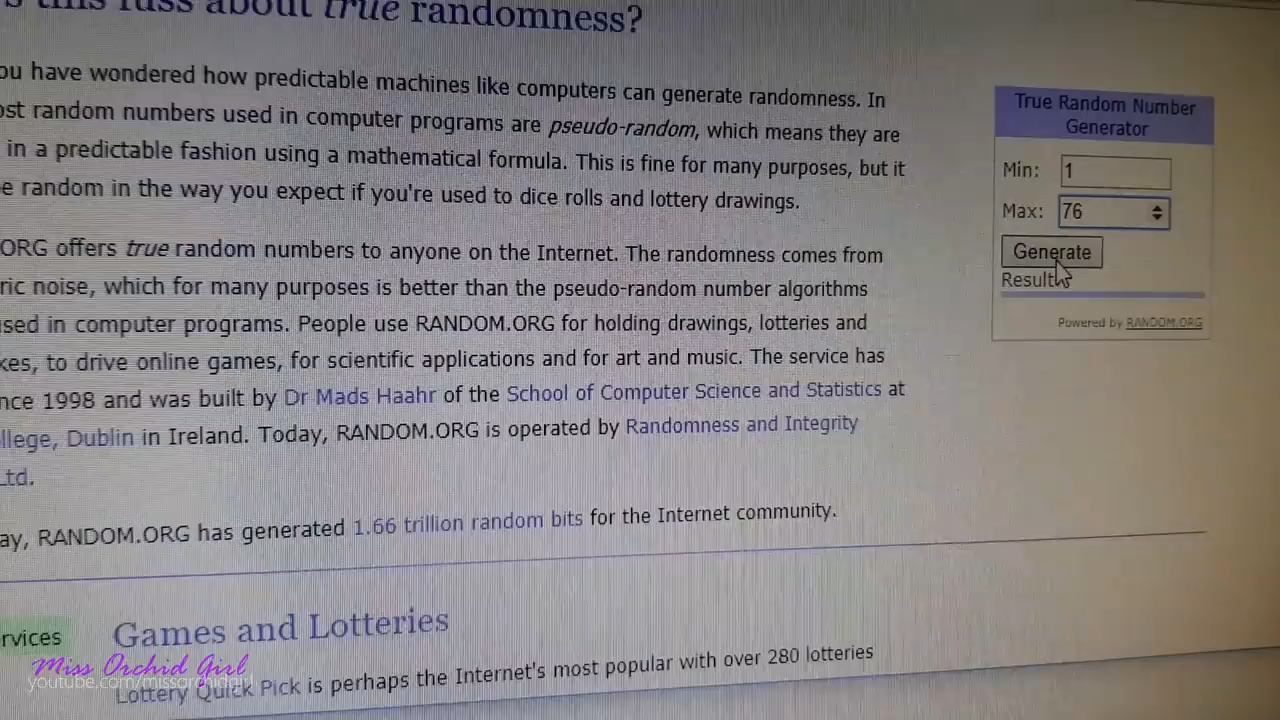 s this fuss about true randomness?
ou have wondered how predictable machines like computers can generate randomness. In
ost random numbers used in computer programs are pseudo-random, which means they are
in a predictable fashion using a mathematical formula. This is fine for many purposes, but it
e random in the way you expect if you're used to dice rolls and lottery drawings.
ORG offers true random numbers to anyone on the Internet. The randomness comes from
ric noise, which for many purposes is better than the pseudo-random number algorithms
used in computer programs. People use RANDOM.ORG for holding drawings, lotteries and
kes, to drive online games, for scientific applications and for art and music. The service has
nce 1998 and was built by Dr Mads Haahr of the School of Computer Science and Statistics at
llege, Dublin in Ireland. Today, RANDOM.ORG is operated by Randomness and Integrity
Ltd.
ay, RANDOM.ORG has generated 1.66 trillion random bits for the Internet community.
True Random Number
Generator
Min: 1
Max: 76
Generate
Result
Powered by RANDOM.ORG
rvices
Games and Lotteries
Lottery Quick Pick is perhaps the Internet's most popular with over 280 lotteries
Miss Orchid Girl
youtube.com/missorchidgirl